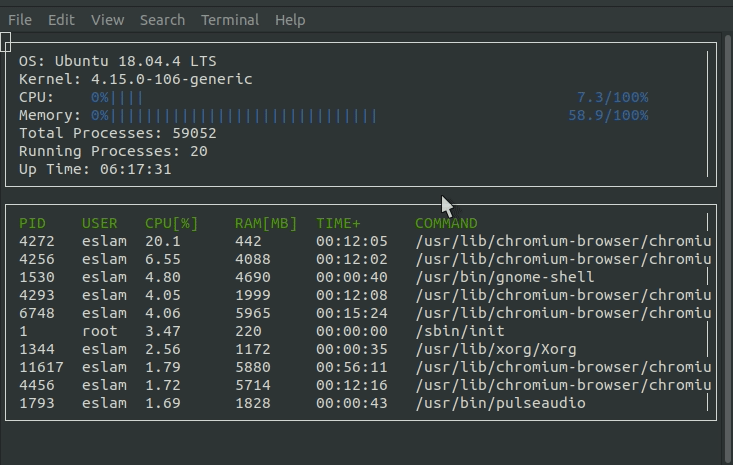 File Edit View Search Terminal Help
OS: Ubuntu 18.04.4 LTS
Kernel: 4.15.0-106-generic
CPU: 0%|||| 7.3/100%
Memory: 0%|||||||||||||||||||||||||||||| 58.9/100%
Total Processes: 59052
Running Processes: 20
Up Time: 06:17:31
PID USER CPU[%] RAM[MB] TIME+ COMMAND
4272 eslam 20.1 442 00:12:05 /usr/lib/chromium-browser/chromiu
4256 eslam 6.55 4088 00:12:02 /usr/lib/chromium-browser/chromiu
1530 eslam 4.80 4690 00:00:40 /usr/bin/gnome-shell
4293 eslam 4.05 1999 00:12:08 /usr/lib/chromium-browser/chromiu
6748 eslam 4.06 5965 00:15:24 /usr/lib/chromium-browser/chromiu
1 root 3.47 220 00:00:00 /sbin/init
1344 eslam 2.56 1172 00:00:35 /usr/lib/xorg/Xorg
11617 eslam 1.79 5880 00:56:11 /usr/lib/chromium-browser/chromiu
4456 eslam 1.72 5714 00:12:16 /usr/lib/chromium-browser/chromiu
1793 eslam 1.69 1828 00:00:43 /usr/bin/pulseaudio